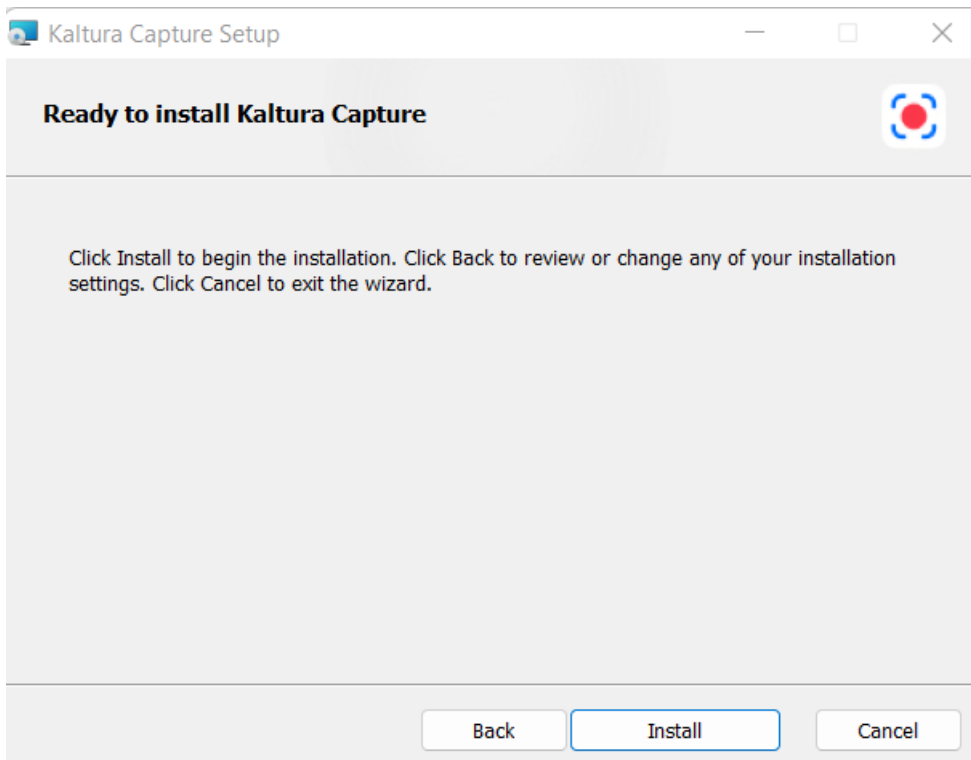 Kaltura Capture Setup
Ready to install Kaltura Capture
Click Install to begin the installation. Click Back to review or change any of your installation
settings. Click Cancel to exit the wizard.
Back Install Cancel